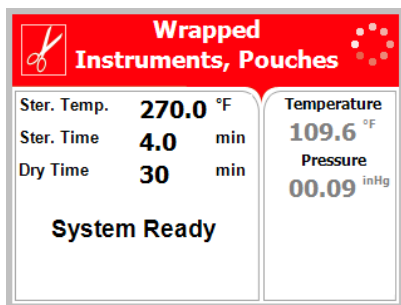 Wrapped
Instruments, Pouches
Ster. Temp. 270.0 °F
Ster. Time 4.0 min
Dry Time 30 min
System Ready
Temperature
109.6 °F
Pressure
00.09 inHg